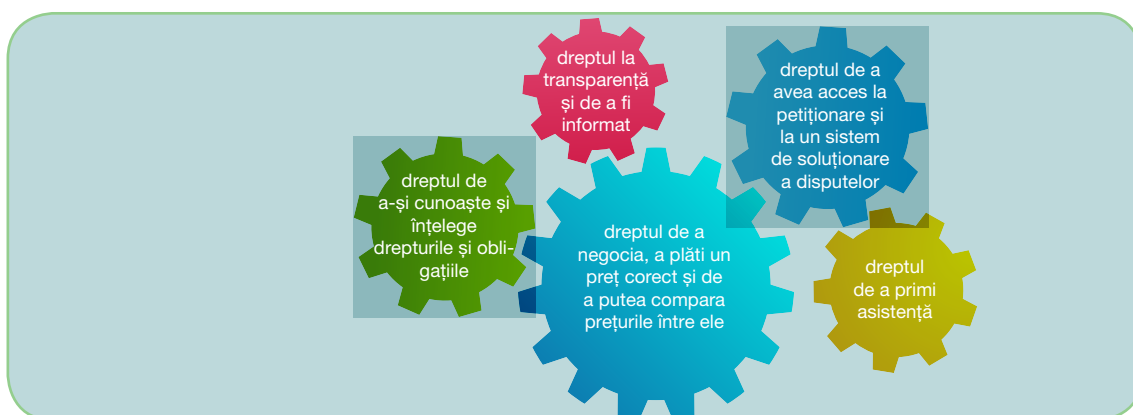 dreptul la
transparență
și de a fi
informat
dreptul de a
avea acces la
petiționare și
la un sistem
de soluționare
a disputelor
dreptul de
a-și cunoaște și
înțelege
drepturile și obli-
gațiile
dreptul de a
negocia, a plăti un
preț corect și de
a putea compara
prețurile între ele
dreptul
de a primi
asistență